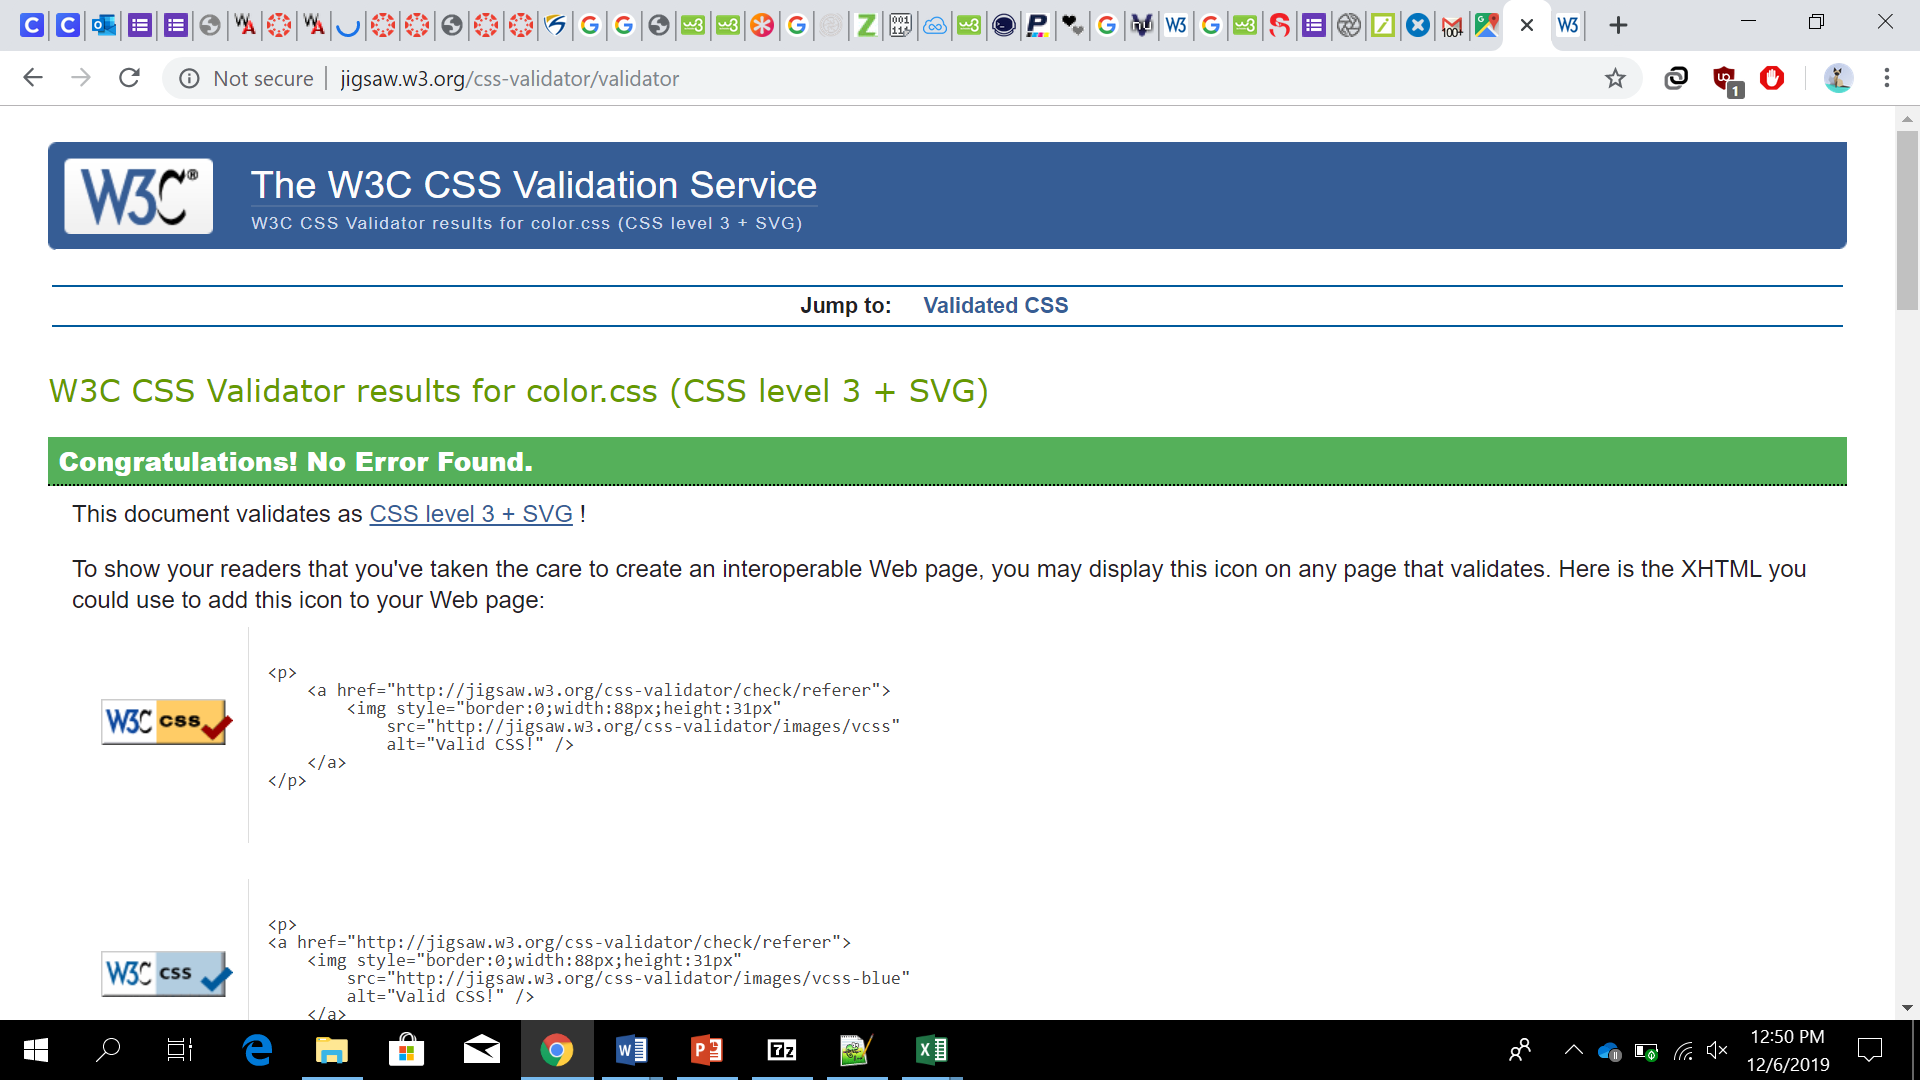 Not secure | jigsaw.w3.org/css-validator/validator
1
100+
W3C®
The W3C CSS Validation Service
W3C CSS Validator results for color.css (CSS level 3 + SVG)
Jump to: Validated CSS
W3C CSS Validator results for color.css (CSS level 3 + SVG)
Congratulations! No Error Found.
This document validates as CSS level 3 + SVG !
To show your readers that you've taken the care to create an interoperable Web page, you may display this icon on any page that validates. Here is the XHTML you
could use to add this icon to your Web page:
W3C css
<p>
<a href="http://jigsaw.w3.org/css-validator/check/referer">
<img style="border:0;width:88px;height:31px"
src="http://jigsaw.w3.org/css-validator/images/vcss"
alt="Valid CSS!" />
</a>
</p>
W3C css
<p>
<a href="http://jigsaw.w3.org/css-validator/check/referer">
<img style="border:0;width:88px;height:31px"
src="http://jigsaw.w3.org/css-validator/images/vcss-blue"
alt="Valid CSS!" />
</a>
12:50 PM
12/6/2019